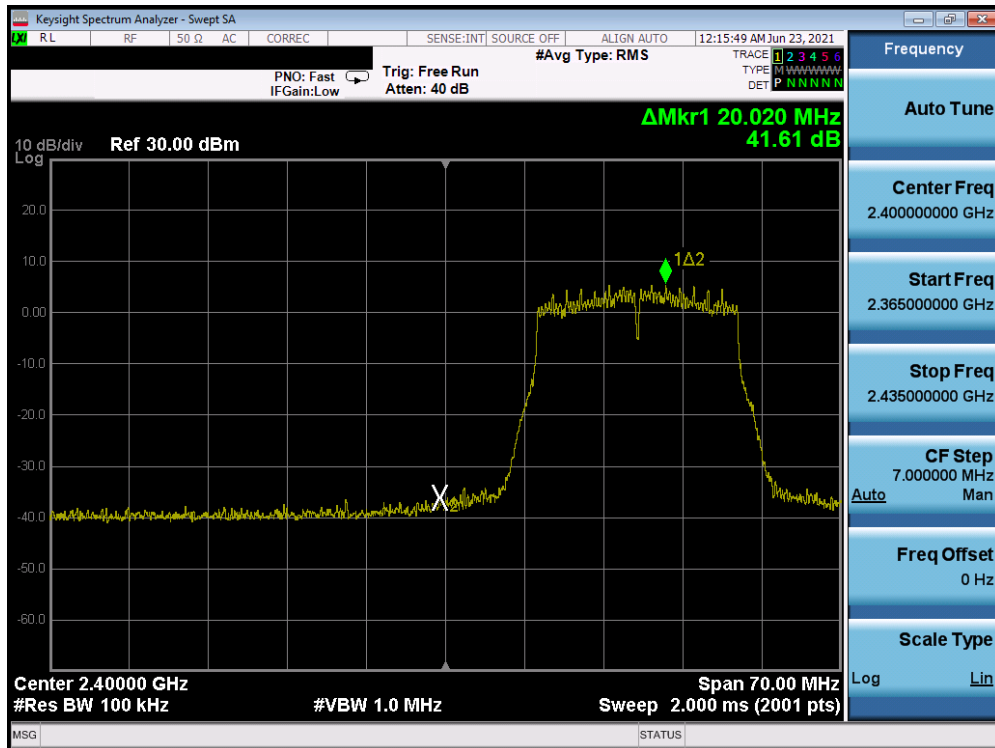 Keysight Spectrum Analyzer - Swept SA
LXI RL RF 50 Ω AC CORREC SENSE:INT SOURCE OFF ALIGN AUTO 12:15:49 AM Jun 23, 2021
PNO: Fast
IFGain:Low
Trig: Free Run
Atten: 40 dB
#Avg Type: RMS
TRACE 1 2 3 4 5 6
TYPE M WWWWW
DET P N N N N N
ΔMkr1 20.020 MHz
41.61 dB
10 dB/div Ref 30.00 dBm
Log
20.0
10.0
0.00
-10.0
-20.0
-30.0
-40.0
-50.0
-60.0
1Δ2
X2
Center 2.40000 GHz Span 70.00 MHz
#Res BW 100 kHz #VBW 1.0 MHz Sweep 2.000 ms (2001 pts)
MSG STATUS
Frequency
Auto Tune
Center Freq
2.400000000 GHz
Start Freq
2.365000000 GHz
Stop Freq
2.435000000 GHz
CF Step
7.000000 MHz
Auto Man
Freq Offset
0 Hz
Scale Type
Log Lin